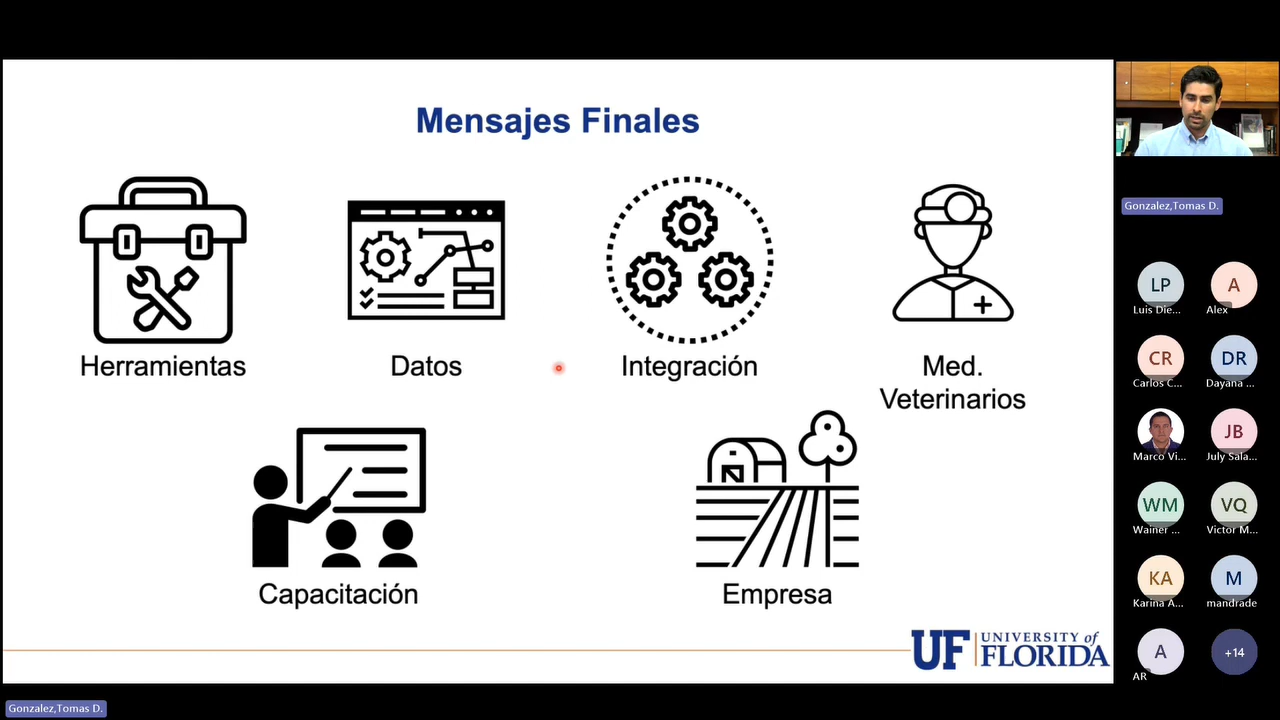 Mensajes Finales
Herramientas
Datos
Integración
Med.
Veterinarios
Capacitación
Empresa
UF UNIVERSITY of
FLORIDA
Gonzalez,Tomas D.
LP
A
Luis Die...
Alex
CR
DR
Carlos C...
Dayana ...
JB
Marco Vi...
July Sala...
WM
VQ
Wainer ...
Victor M...
KA
M
Karina A...
mandrade
A
+14
AR
Gonzalez,Tomas D.